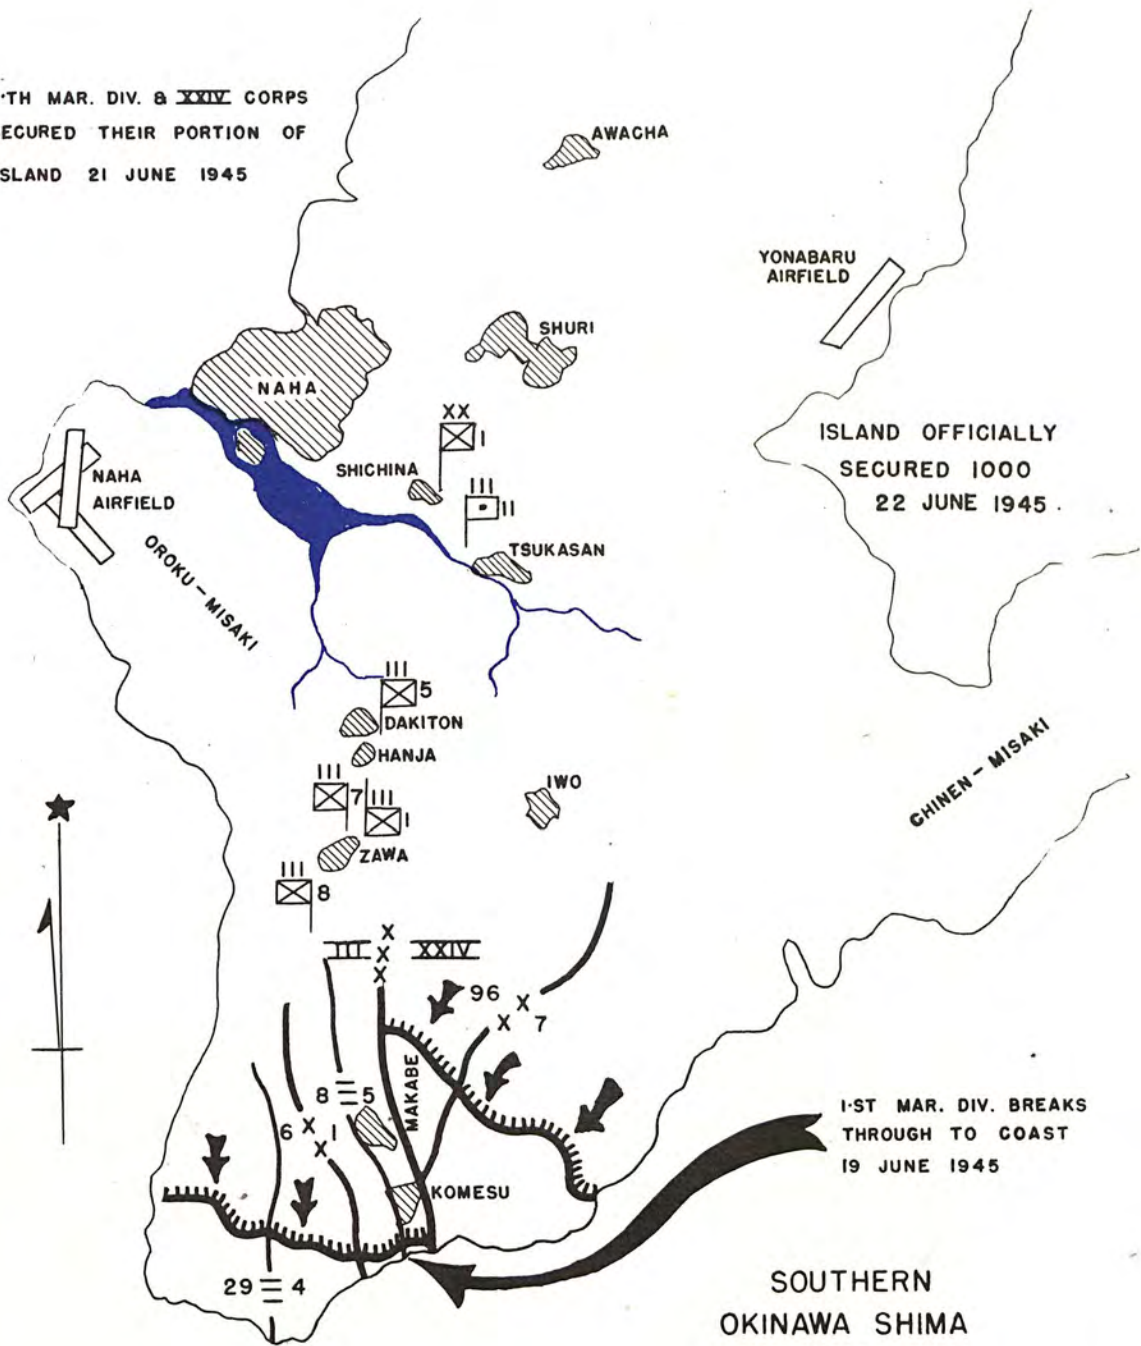 ·TH MAR. DIV. & XXIV CORPS
ECURED THEIR PORTION OF
SLAND 21 JUNE 1945
AWACHA
YONABARU
AIRFIELD
SHURI
NAHA
XX
1
ISLAND OFFICIALLY
SECURED 1000
22 JUNE 1945.
SHICHINA
NAHA
AIRFIELD
III
11
TSUKASAN
OROKU-MISAKI
III
5
DAKITON
HANJA
CHINEN-MISAKI
IWO
III
7
III
1
ZAWA
III
8
III XXX XXIV
96
X X 7
MAKABE
8 5
6 X X 1
1·ST MAR. DIV. BREAKS
THROUGH TO COAST
19 JUNE 1945
KOMESU
29 4
SOUTHERN
OKINAWA SHIMA